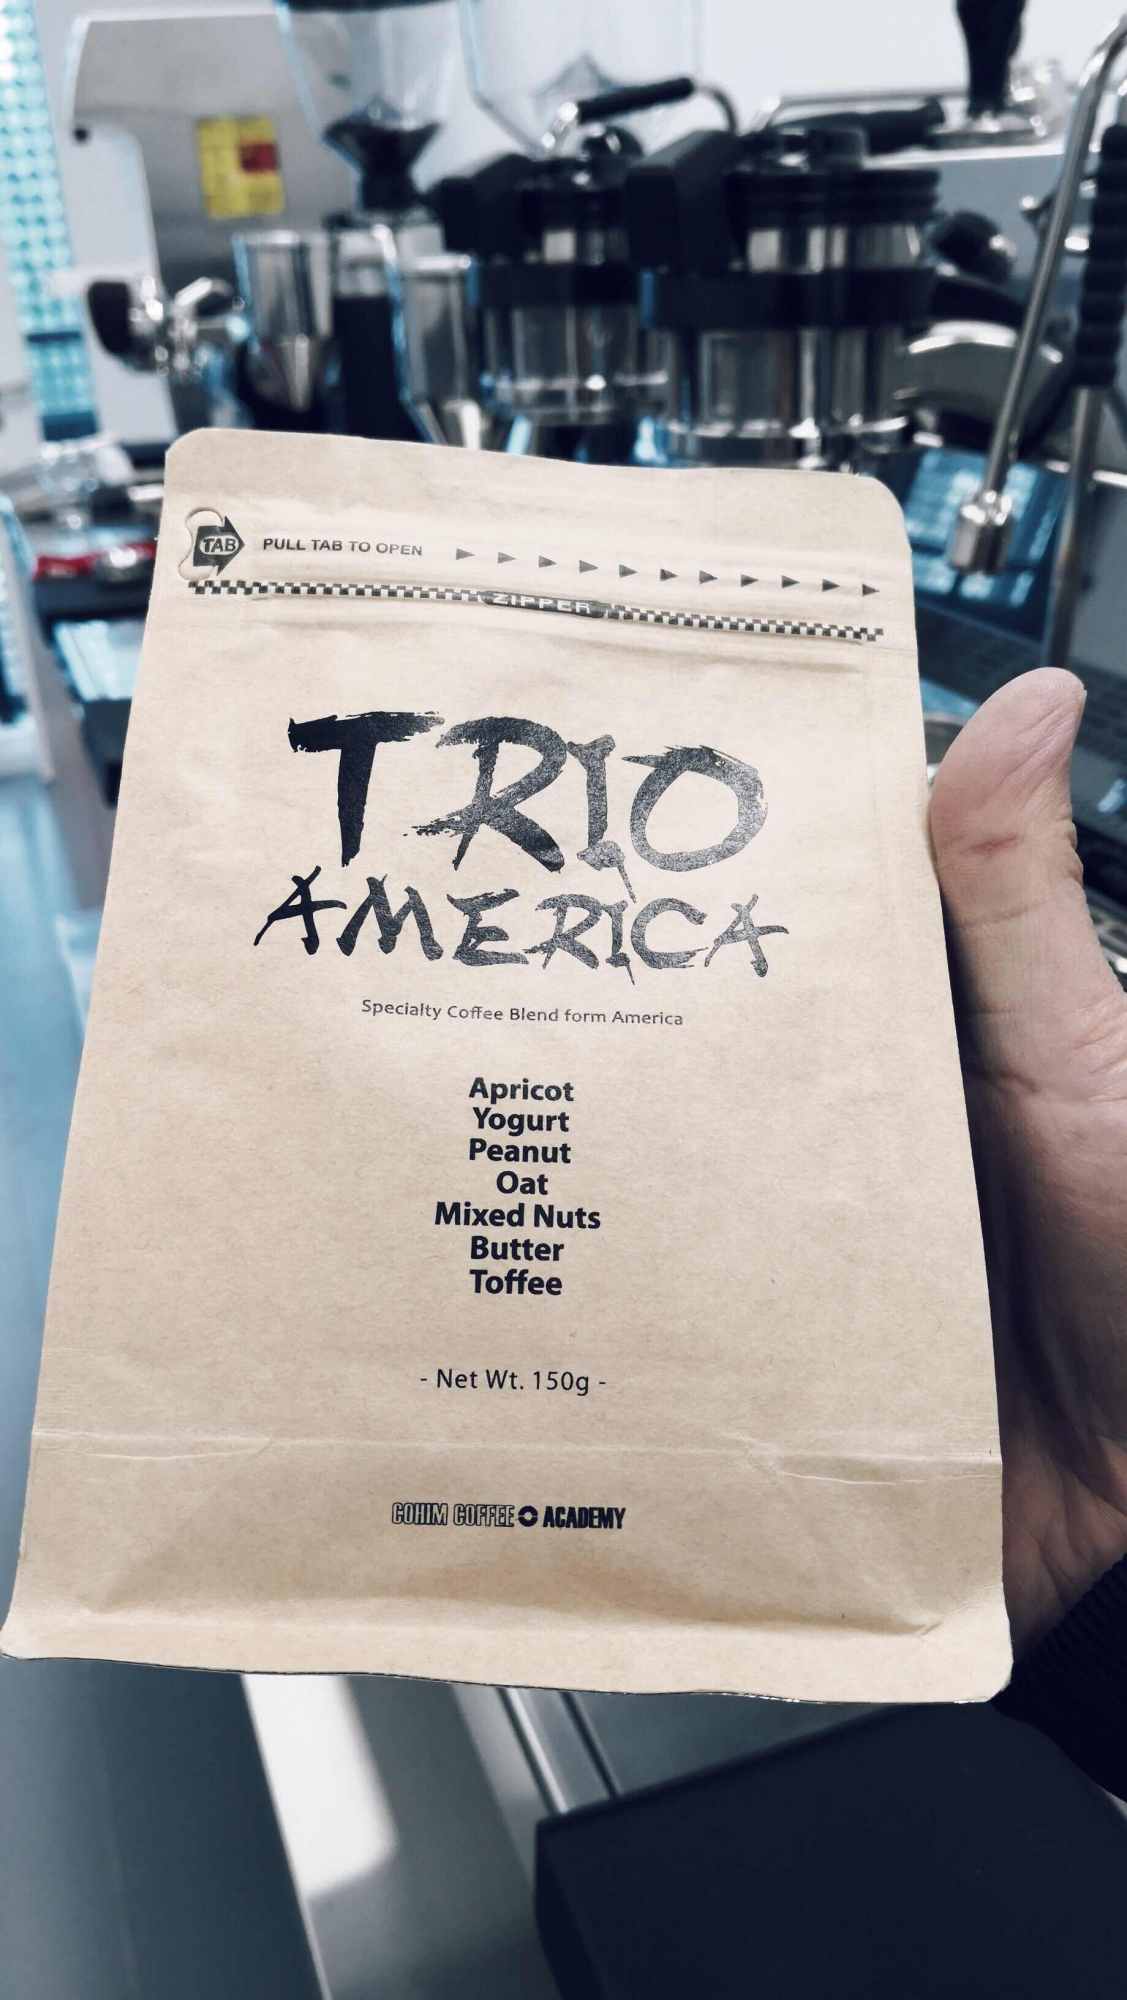 TAB PULL TAB TO OPEN
ZIPPER
TRIO
AMERICA
Specialty Coffee Blend form America
Apricot
Yogurt
Peanut
Oat
Mixed Nuts
Butter
Toffee
- Net Wt. 150g -
COHIM COFFEE ACADEMY